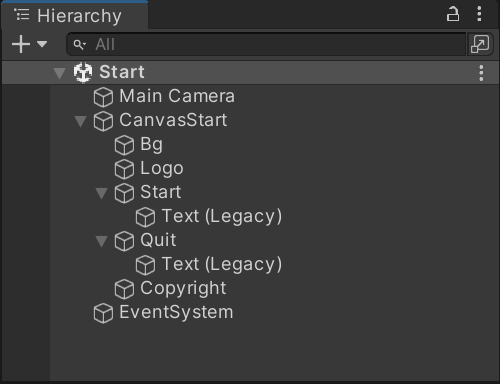 Hierarchy
All
Start
Main Camera
CanvasStart
Bg
Logo
Start
Text (Legacy)
Quit
Text (Legacy)
Copyright
EventSystem